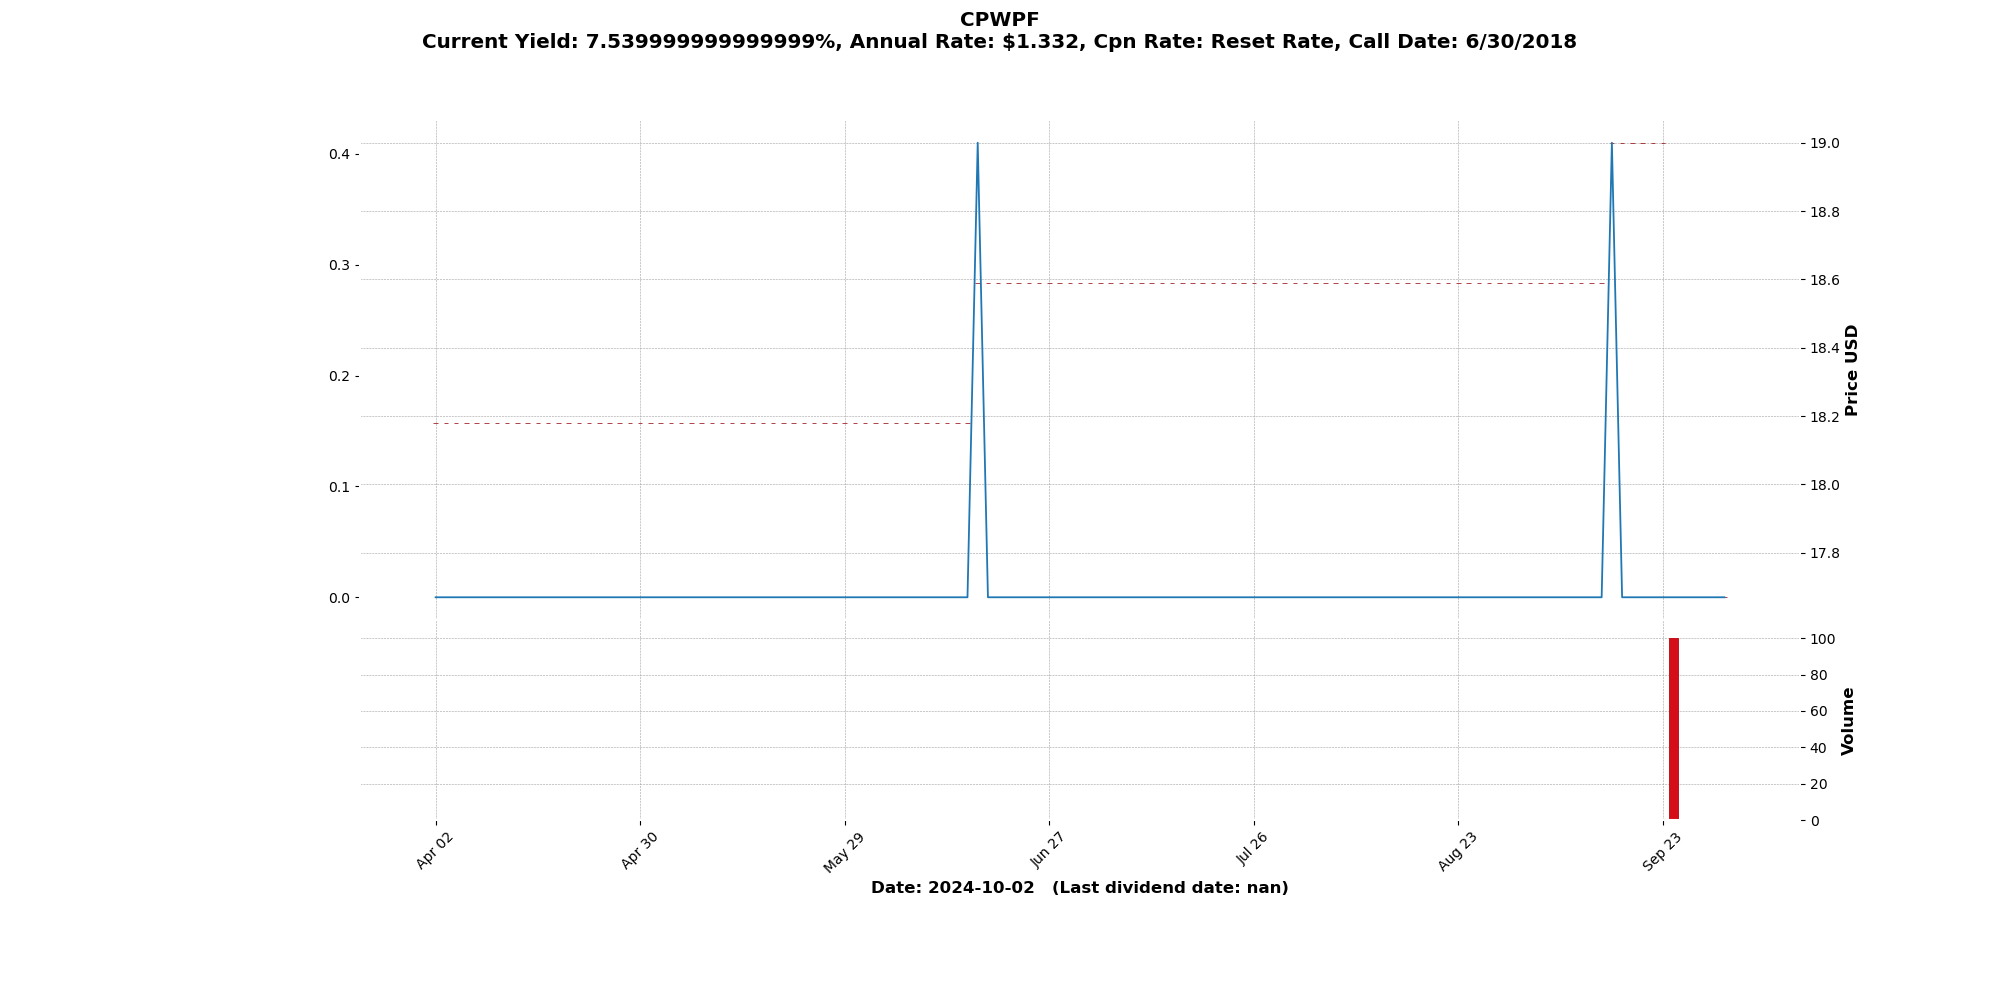 CPWPF
Current Yield: 7.539999999999999%, Annual Rate: $1.332, Cpn Rate: Reset Rate, Call Date: 6/30/2018
0.4
0.3
0.2
0.1
0.0
19.0
18.8
18.6
18.4
18.2
18.0
17.8
Price USD
100
80
60
40
20
0
Volume
Apr 02
Apr 30
May 29
Jun 27
Jul 26
Aug 23
Sep 23
Date: 2024-10-02   (Last dividend date: nan)